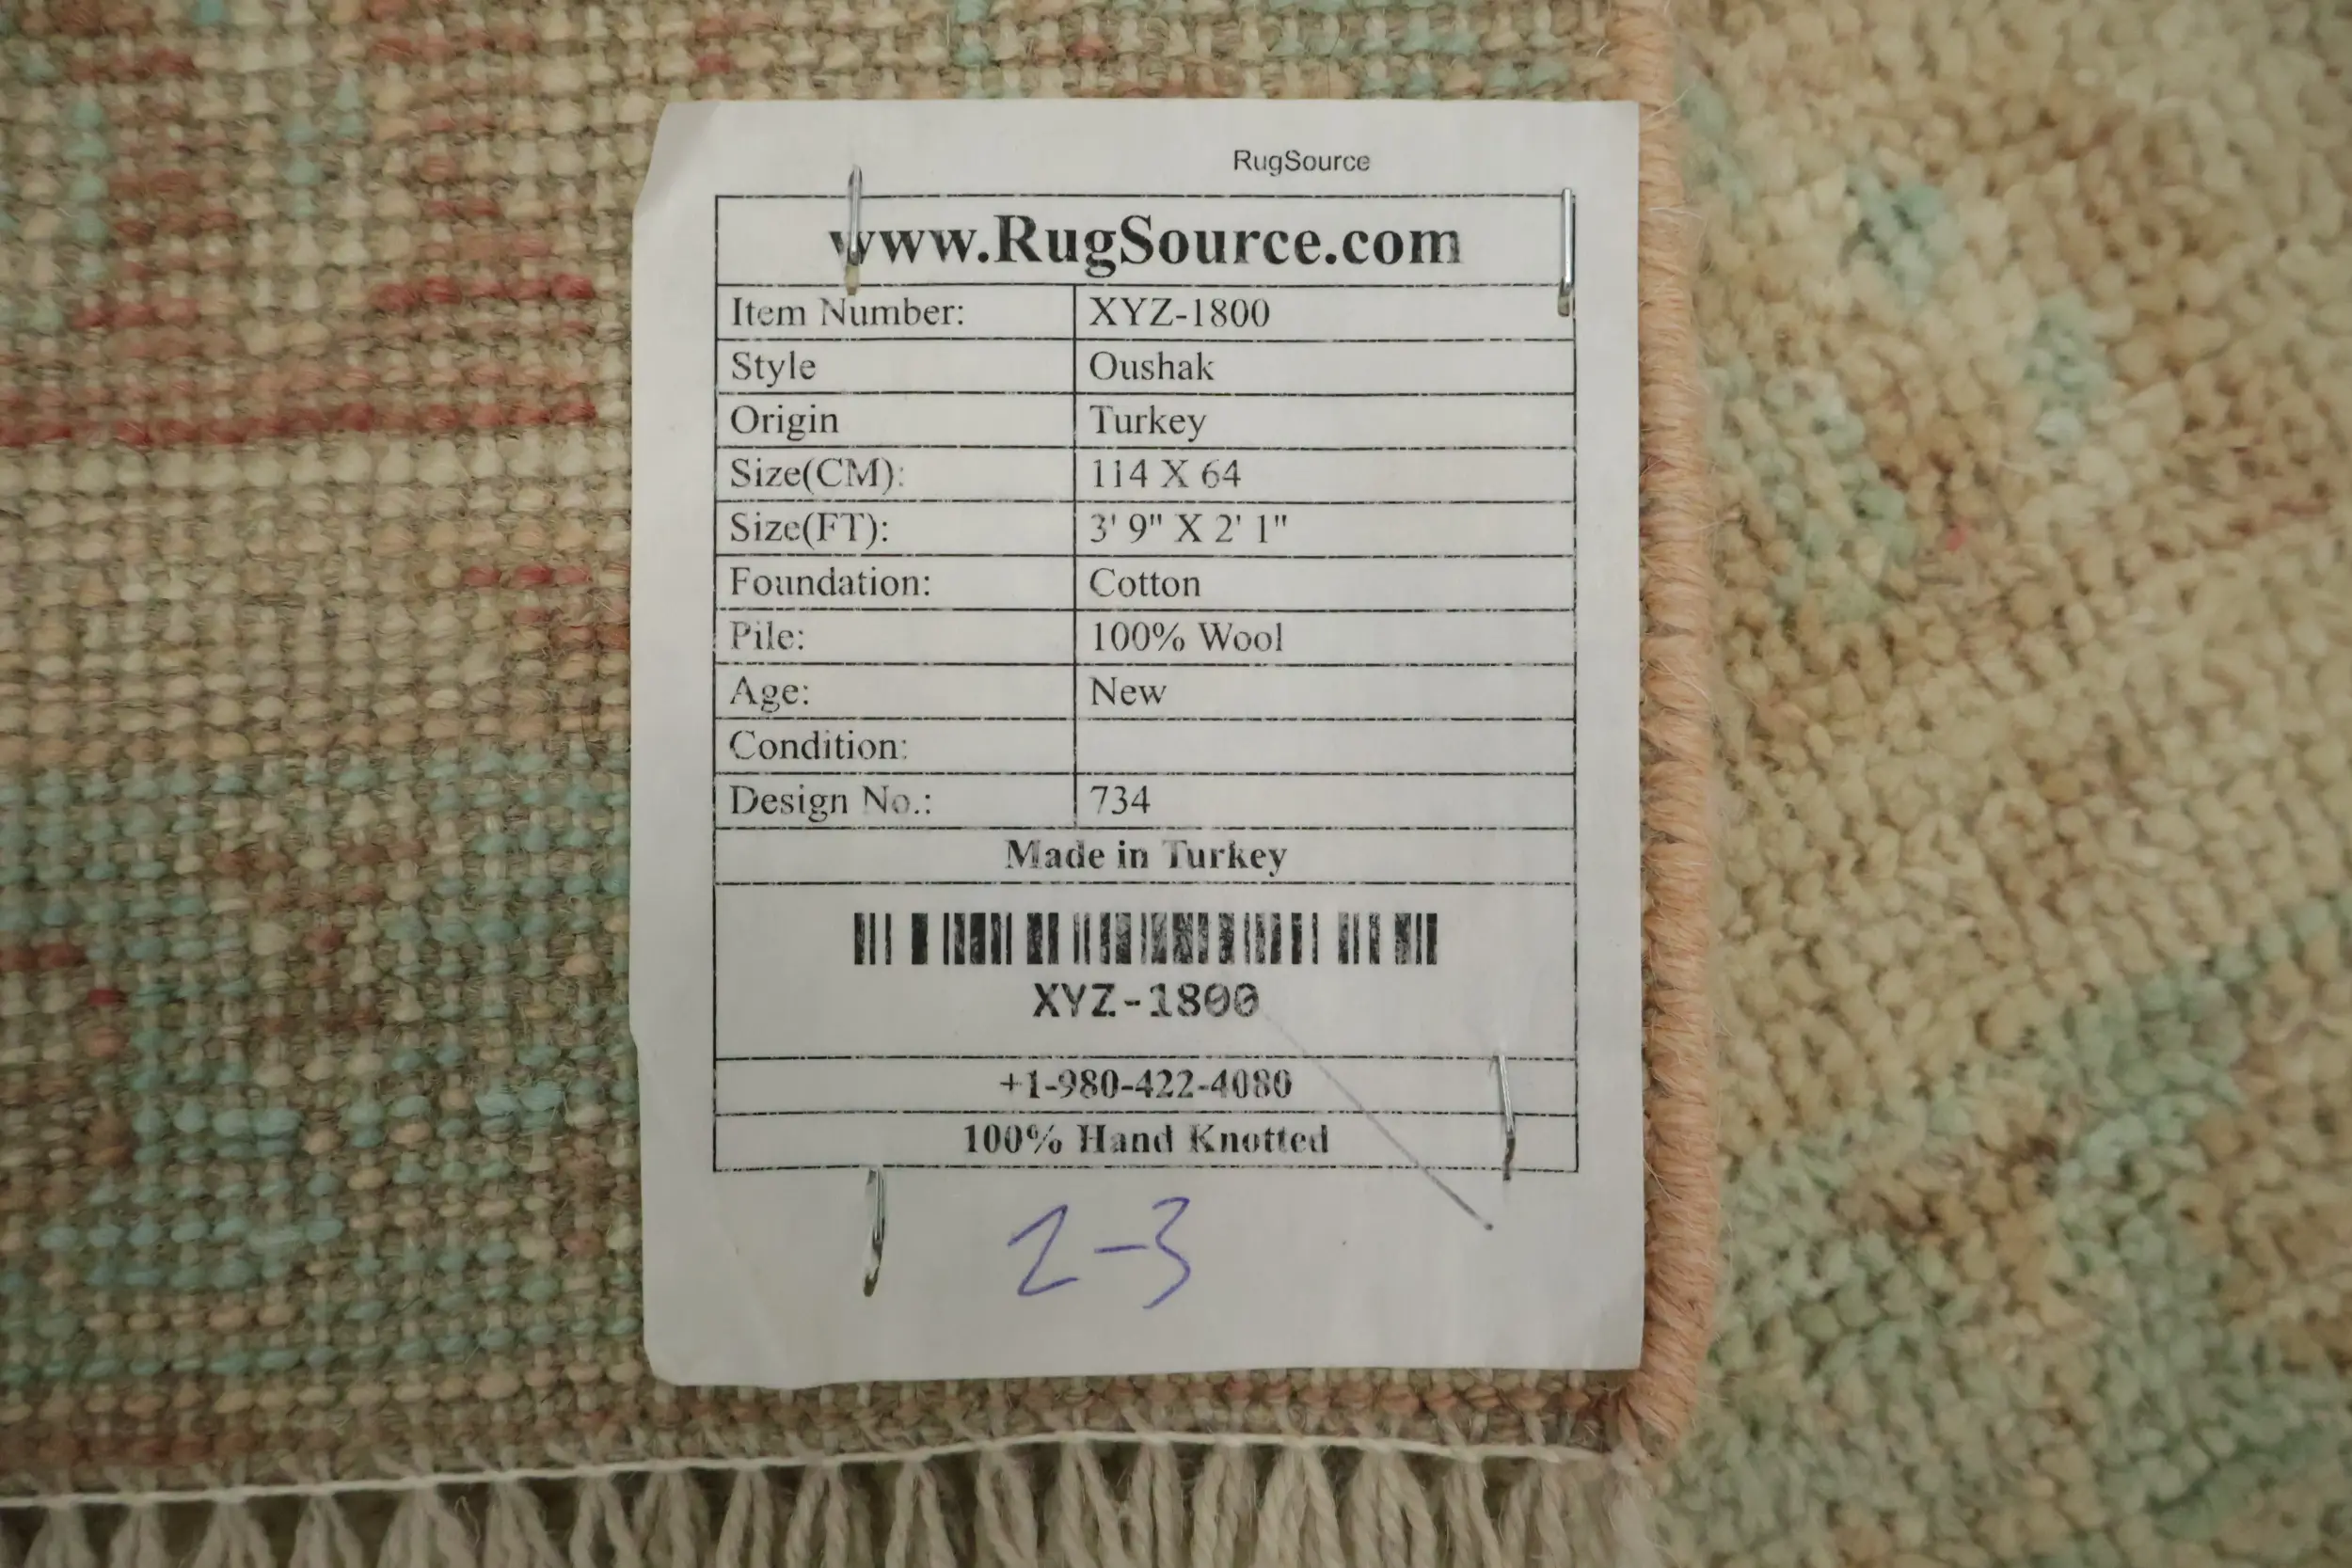 RugSource
www.RugSource.com
Item Number: XYZ-1800
Style Oushak
Origin Turkey
Size(CM): 114 X 64
Size(FT): 3' 9" X 2' 1"
Foundation: Cotton
Pile: 100% Wool
Age: New
Condition:
Design No.: 734
Made in Turkey
XYZ-1800
+1-980-422-4080
100% Hand Knotted
2-3